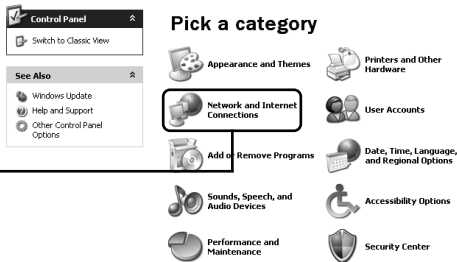 Control Panel
Switch to Classic View
See Also
Windows Update
Help and Support
Other Control Panel
Options
Pick a category
Appearance and Themes
Printers and Other
Hardware
Network and Internet
Connections
User Accounts
Add or Remove Programs
Date, Time, Language,
and Regional Options
Sounds, Speech, and
Audio Devices
Accessibility Options
Performance and
Maintenance
Security Center